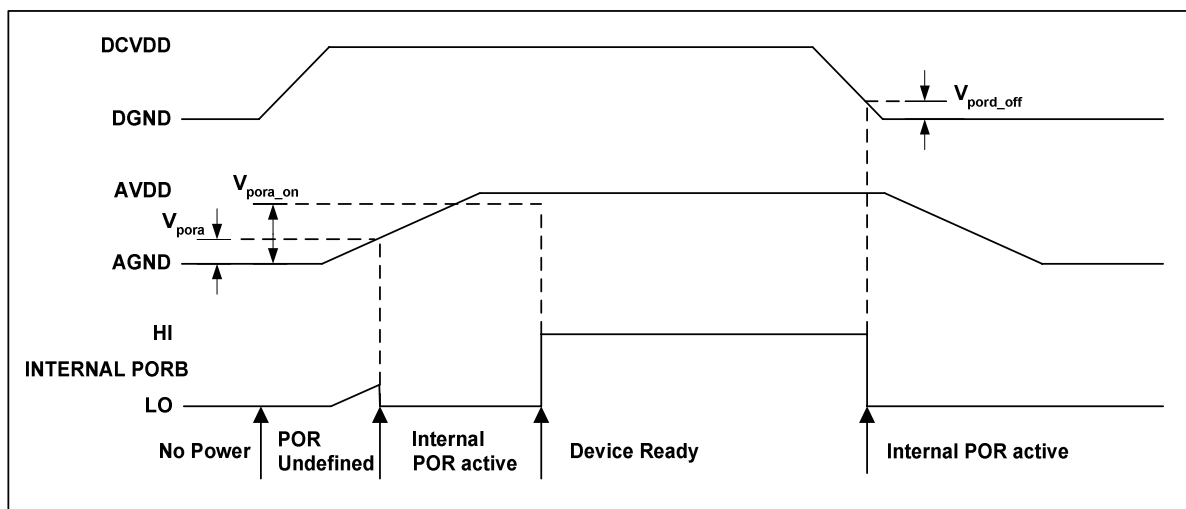 DCVDD
V_pord_off
DGND
AVDD
V_pora_on
V_pora
AGND
HI
INTERNAL PORB
LO
No Power
POR
Undefined
Internal
POR active
Device Ready
Internal POR active